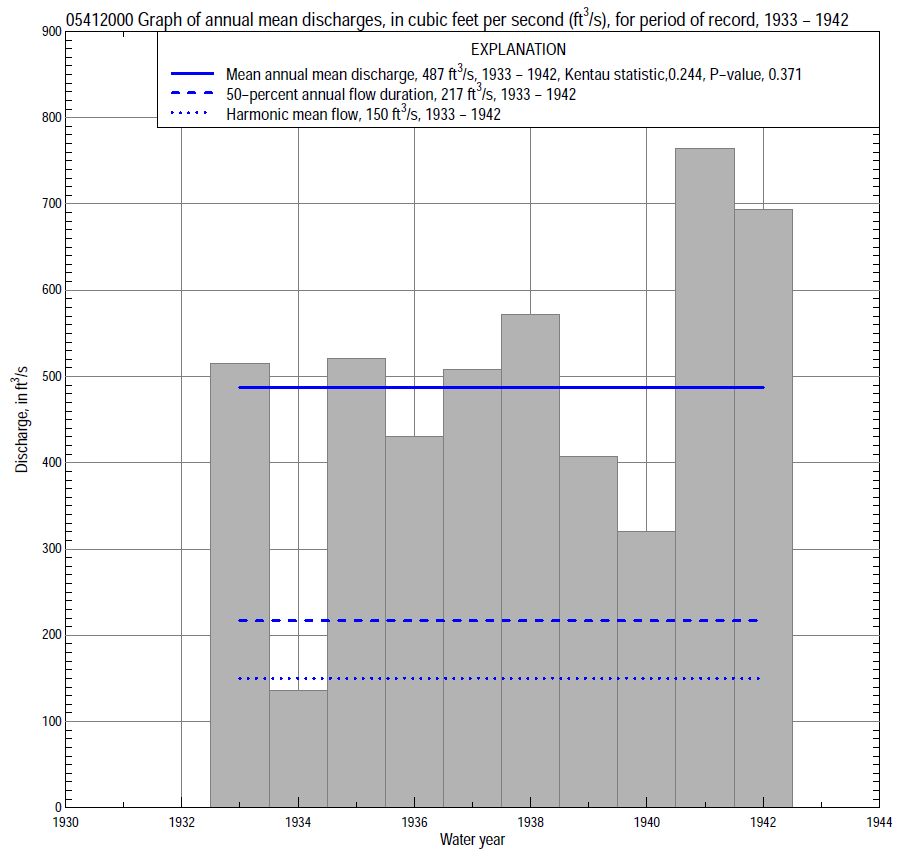 05412000 Graph of annual mean discharges, in cubic feet per second (ft³/s), for period of record, 1933 – 1942
EXPLANATION
Mean annual mean discharge, 487 ft³/s, 1933 – 1942, Kentau statistic,0.244, P–value, 0.371
50–percent annual flow duration, 217 ft³/s, 1933 – 1942
Harmonic mean flow, 150 ft³/s, 1933 – 1942
900
800
700
600
500
400
300
200
100
0
Discharge, in ft³/s
1930 1932 1934 1936 1938 1940 1942 1944
Water year